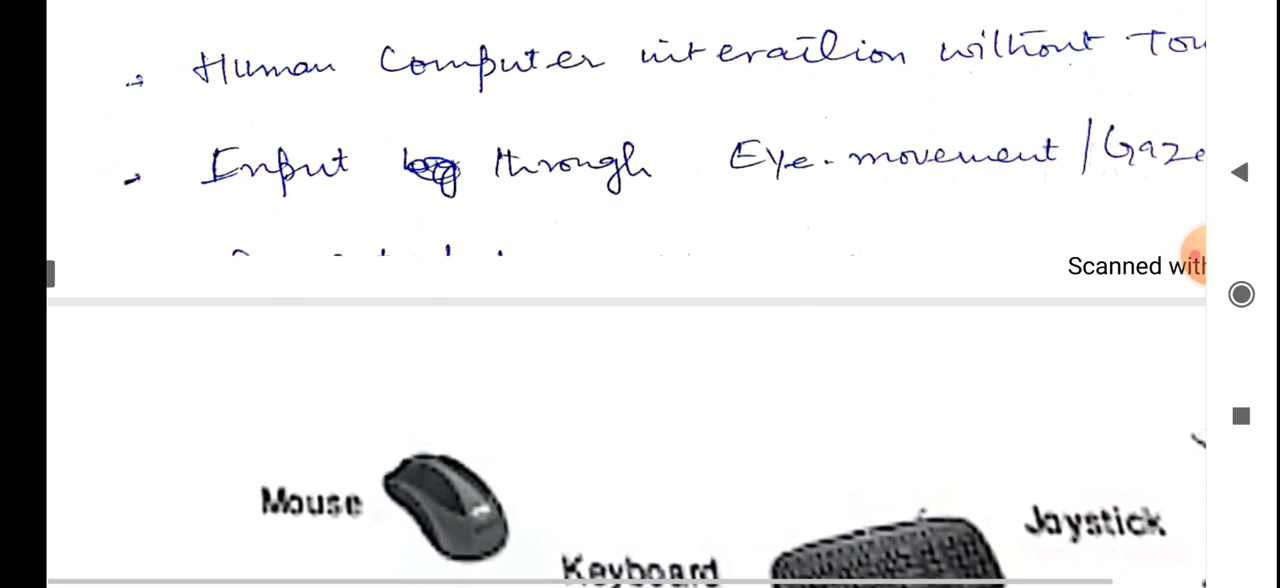 Human Computer interaction without Tou
Input through Eye-movement / Gaze
Scanned with
Mouse
Joystick
Keyboard